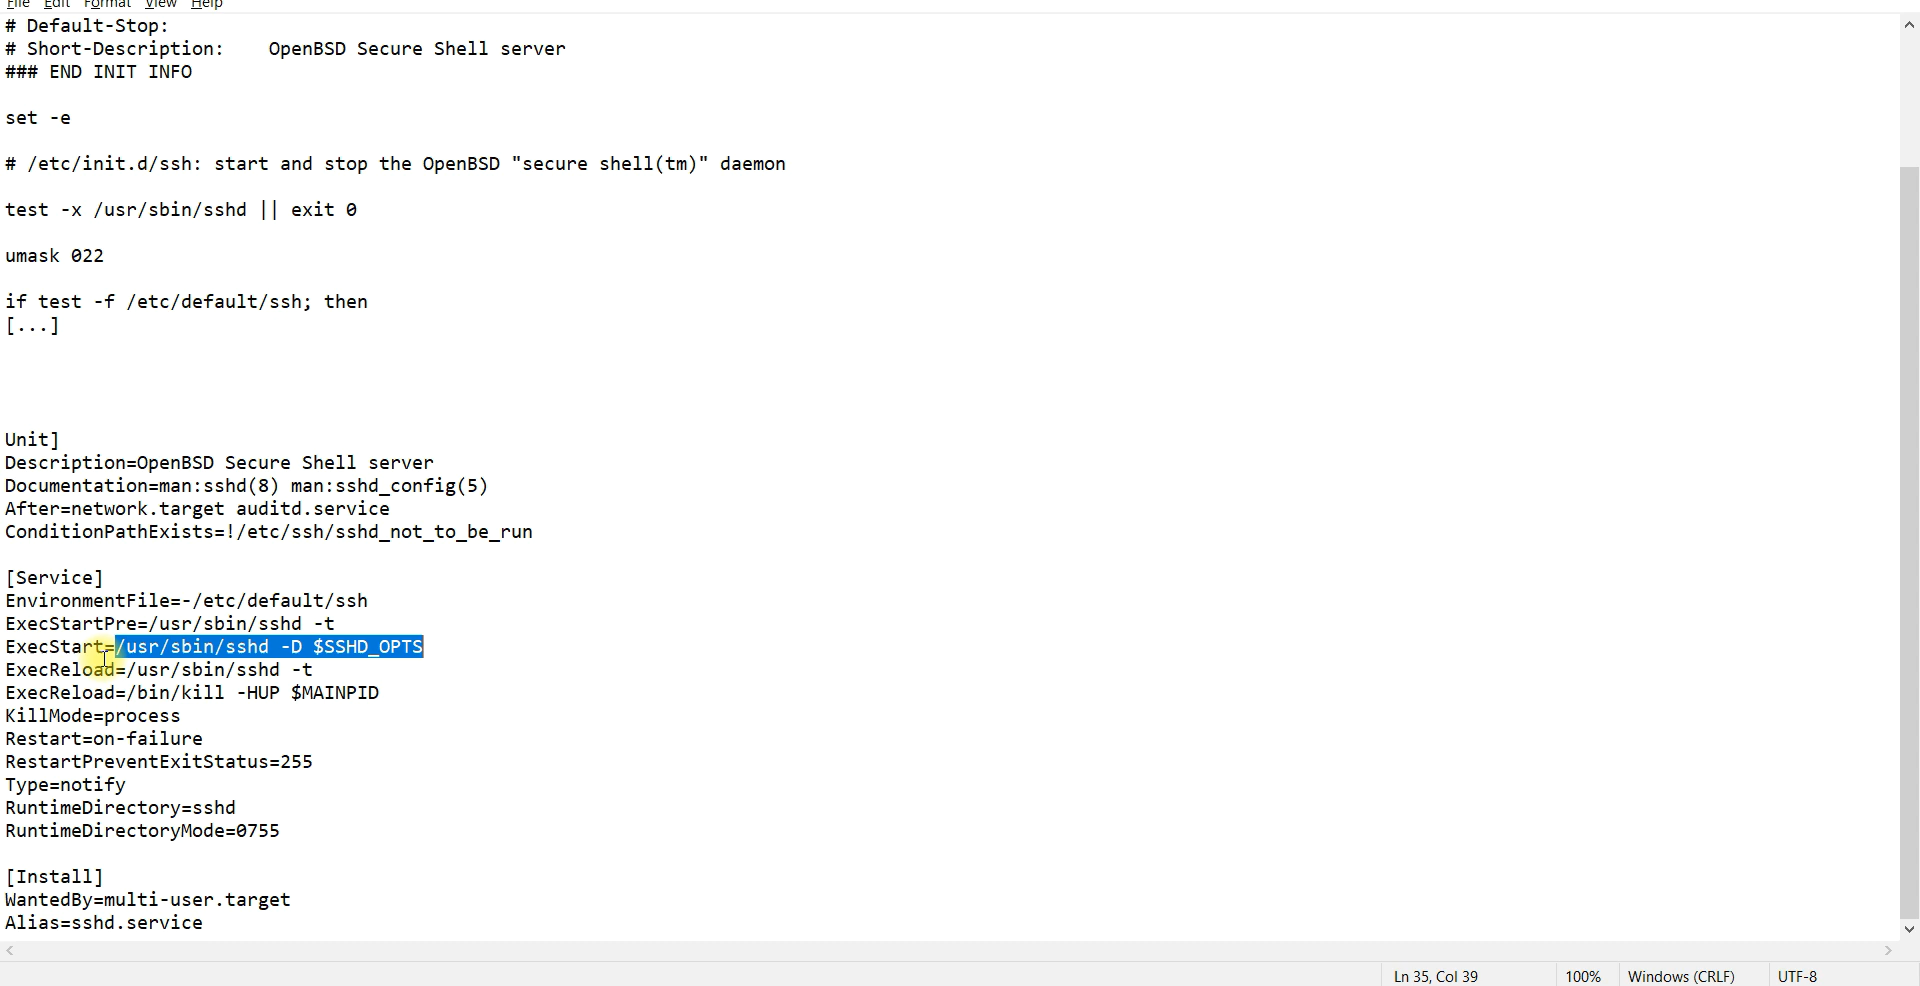 File Edit Format View Help
# Default-Stop:
# Short-Description:    OpenBSD Secure Shell server
### END INIT INFO
set -e
# /etc/init.d/ssh: start and stop the OpenBSD "secure shell(tm)" daemon
test -x /usr/sbin/sshd || exit 0
umask 022
if test -f /etc/default/ssh; then
[...]
Unit]
Description=OpenBSD Secure Shell server
Documentation=man:sshd(8) man:sshd_config(5)
After=network.target auditd.service
ConditionPathExists=!/etc/ssh/sshd_not_to_be_run
[Service]
EnvironmentFile=-/etc/default/ssh
ExecStartPre=/usr/sbin/sshd -t
ExecStart=/usr/sbin/sshd -D $SSHD_OPTS
ExecReload=/usr/sbin/sshd -t
ExecReload=/bin/kill -HUP $MAINPID
KillMode=process
Restart=on-failure
RestartPreventExitStatus=255
Type=notify
RuntimeDirectory=sshd
RuntimeDirectoryMode=0755
[Install]
WantedBy=multi-user.target
Alias=sshd.service
Ln 35, Col 39 100% Windows (CRLF) UTF-8